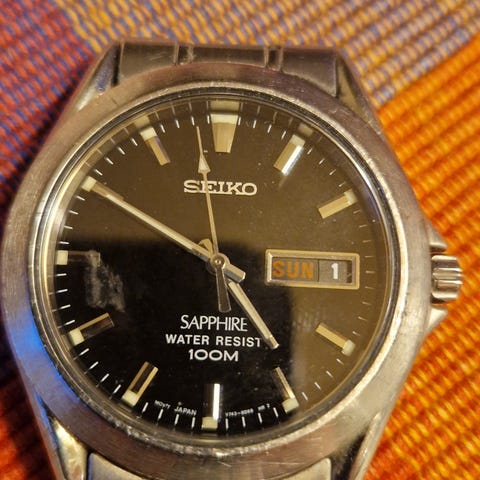 SEIKO
SUN 1
SAPPHIRE
WATER RESIST
100M
JAPAN